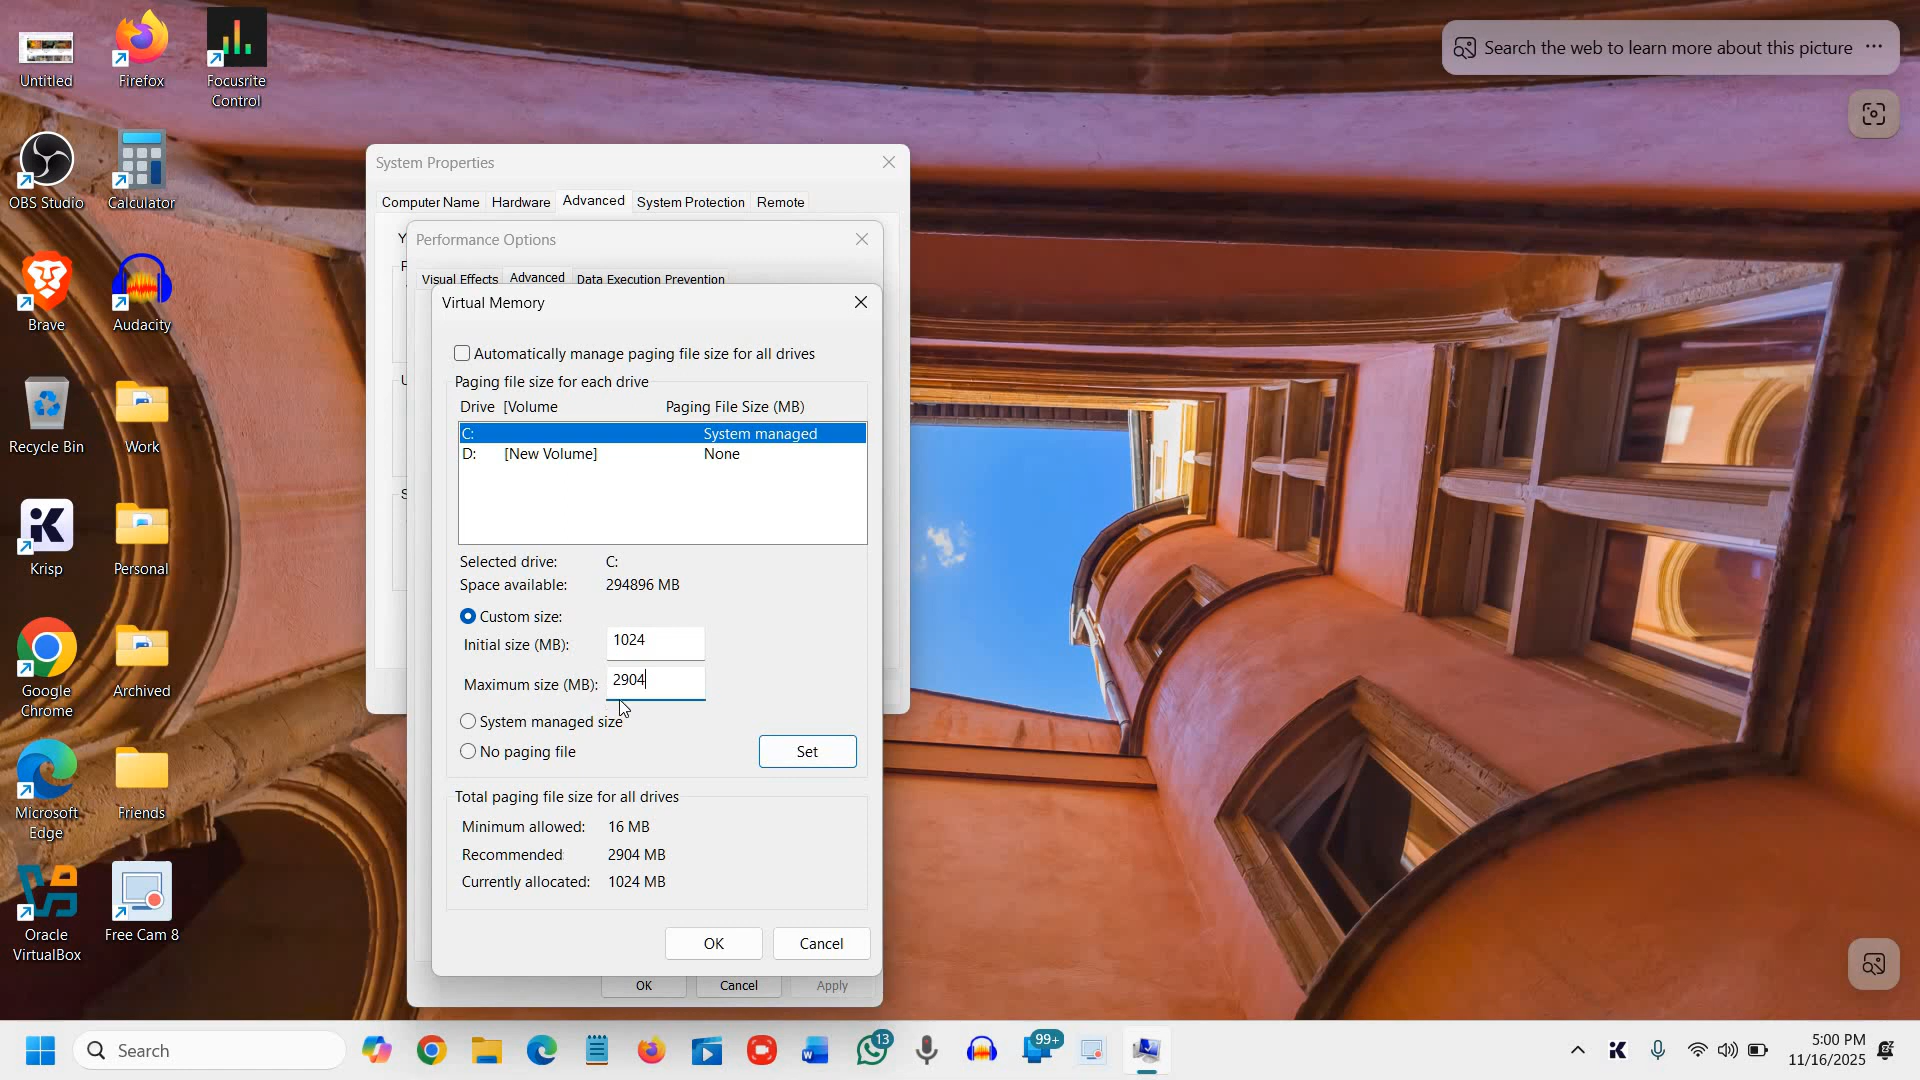 Untitled
Firefox
Focusrite
Control
Search the web to learn more about this picture
OBS Studio
Calculator
Brave
Audacity
Recycle Bin
Work
Krisp
Personal
Google
Chrome
Archived
Microsoft
Edge
Friends
Oracle
VirtualBox
Free Cam 8
System Properties
Computer Name
Hardware
Advanced
System Protection
Remote
Y
P
U
S
Performance Options
Visual Effects
Advanced
Data Execution Prevention
Virtual Memory
Automatically manage paging file size for all drives
Paging file size for each drive
Drive [Volume Paging File Size (MB)
C: System managed
D: [New Volume] None
Selected drive: C:
Space available: 294896 MB
Custom size:
Initial size (MB): 1024
Maximum size (MB): 2904
System managed size
No paging file
Set
Total paging file size for all drives
Minimum allowed: 16 MB
Recommended: 2904 MB
Currently allocated: 1024 MB
OK
Cancel
OK
Cancel
Apply
Search
13
99+
5:00 PM
11/16/2025